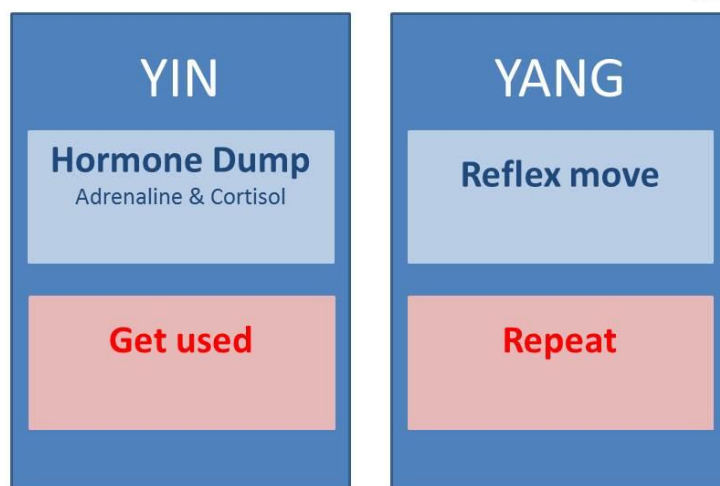 YIN
Hormone Dump
Adrenaline & Cortisol
Get used
YANG
Reflex move
Repeat